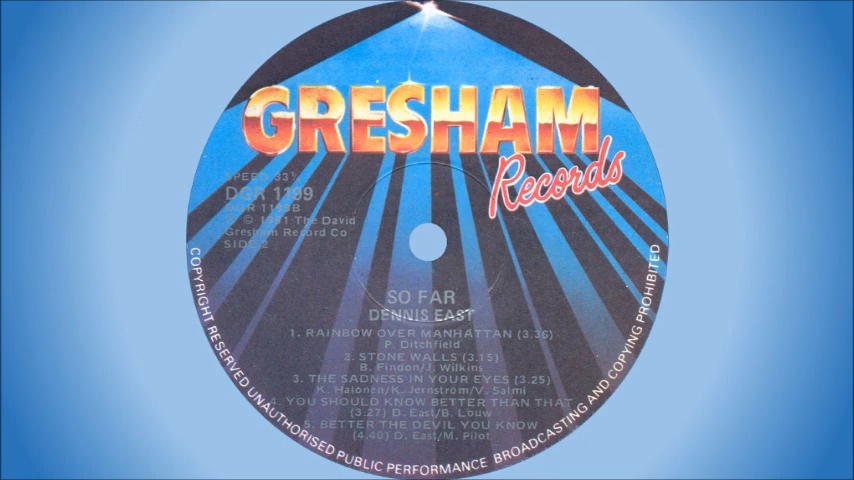 GRESHAM
Records
SPEED 33⅓
DGR 1199
DGR 1199B
℗ © 1981 The David
Gresham Record Co
SIDE 2
SO FAR
DENNIS EAST
1. RAINBOW OVER MANHATTAN (3.36)
P. Ditchfield
2. STONE WALLS (3.15)
B. Findon/J. Wilkins
3. THE SADNESS IN YOUR EYES (3.25)
K. Halonen/K. Jernstrom/V. Salmi
4. YOU SHOULD KNOW BETTER THAN THAT
(3.27) D. East/B. Louw
5. BETTER THE DEVIL YOU KNOW
(4.40) D. East/M. Pilot
COPYRIGHT RESERVED UNAUTHORISED PUBLIC PERFORMANCE BROADCASTING AND COPYING PROHIBITED